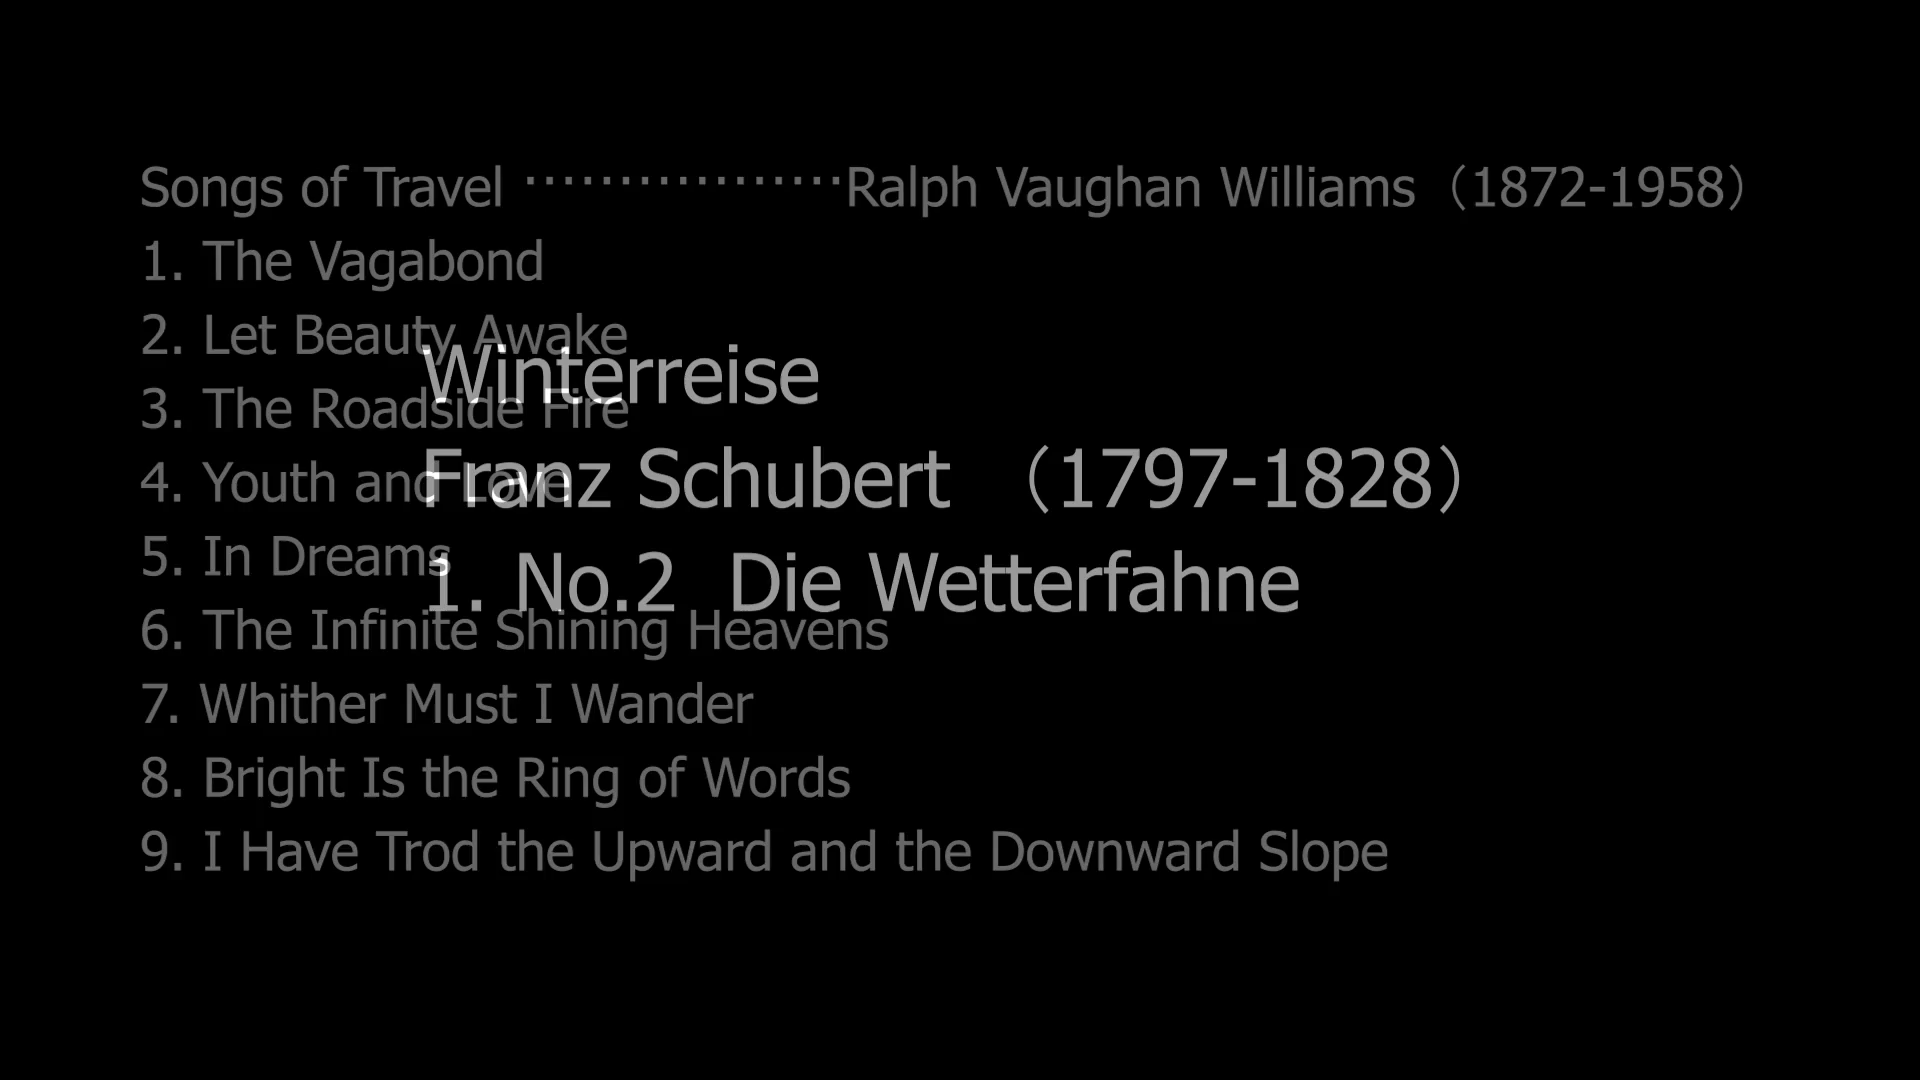 Songs of Travel ·················Ralph Vaughan Williams（1872-1958）
1. The Vagabond
2. Let Beauty Awake
3. The Roadside Fire
4. Youth and Love
5. In Dreams
6. The Infinite Shining Heavens
7. Whither Must I Wander
8. Bright Is the Ring of Words
9. I Have Trod the Upward and the Downward Slope
Winterreise
Franz Schubert （1797-1828）
1. No.2 Die Wetterfahne